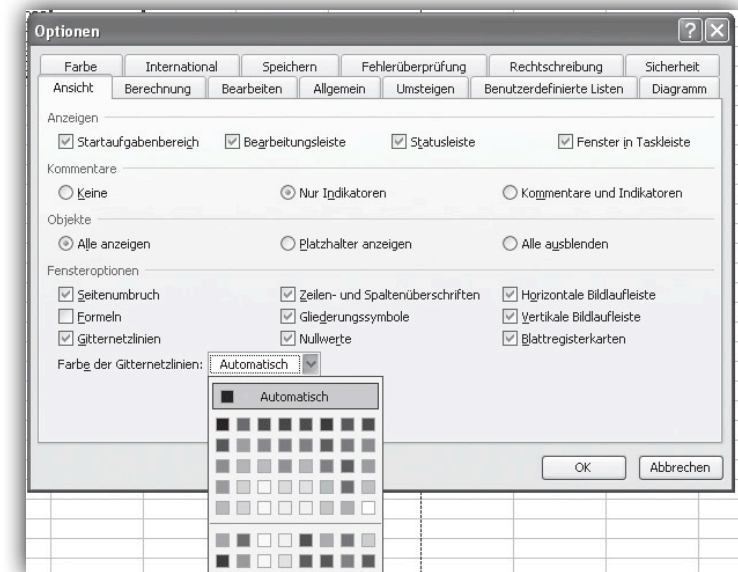 Optionen
Farbe International Speichern Fehlerüberprüfung Rechtschreibung Sicherheit
Ansicht Berechnung Bearbeiten Allgemein Umsteigen Benutzerdefinierte Listen Diagramm
Anzeigen
Startaufgabenbereich Bearbeitungsleiste Statusleiste Fenster in Taskleiste
Kommentare
Keine Nur Indikatoren Kommentare und Indikatoren
Objekte
Alle anzeigen Platzhalter anzeigen Alle ausblenden
Fensteroptionen
Seitenumbruch Zeilen- und Spaltenüberschriften Horizontale Bildlaufleiste
Formeln Gliederungssymbole Vertikale Bildlaufleiste
Gitternetzlinien Nullwerte Blattregisterkarten
Farbe der Gitternetzlinien: Automatisch
Automatisch
OK Abbrechen